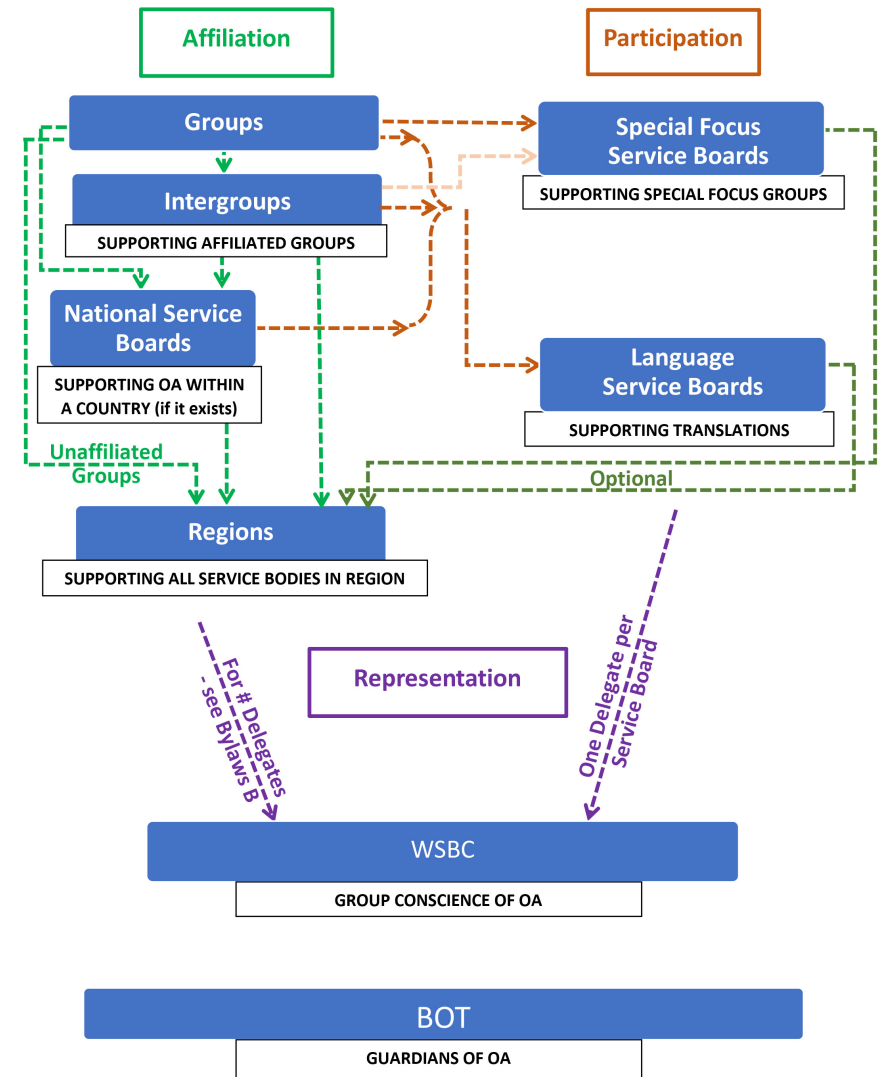 Affiliation
Participation
Groups
Special Focus
Service Boards
SUPPORTING SPECIAL FOCUS GROUPS
Intergroups
SUPPORTING AFFILIATED GROUPS
National Service
Boards
SUPPORTING OA WITHIN
A COUNTRY (if it exists)
Language
Service Boards
SUPPORTING TRANSLATIONS
Unaffiliated
Groups
Optional
Regions
SUPPORTING ALL SERVICE BODIES IN REGION
Representation
For # Delegates
- see Bylaws B
One Delegate per
Service Board
WSBC
GROUP CONSCIENCE OF OA
BOT
GUARDIANS OF OA